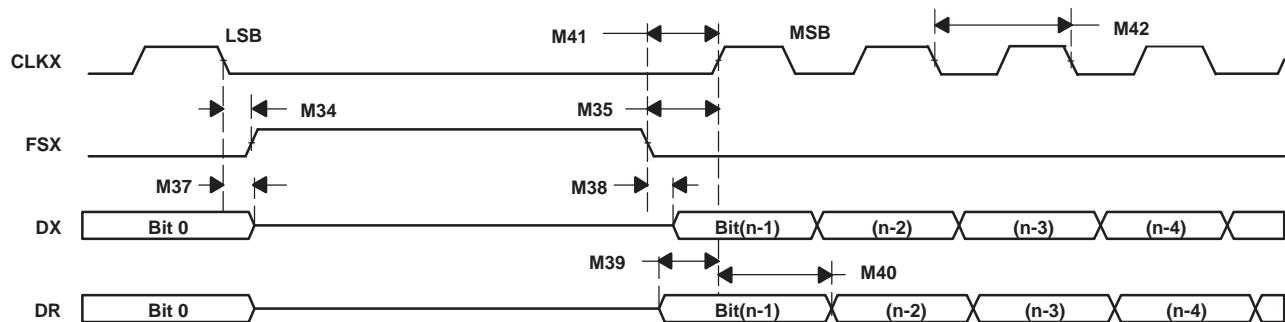 LSB
M41
MSB
M42
CLKX
M34
M35
FSX
M37
M38
DX
Bit 0
Bit(n-1)
(n-2)
(n-3)
(n-4)
M39
M40
DR
Bit 0
Bit(n-1)
(n-2)
(n-3)
(n-4)